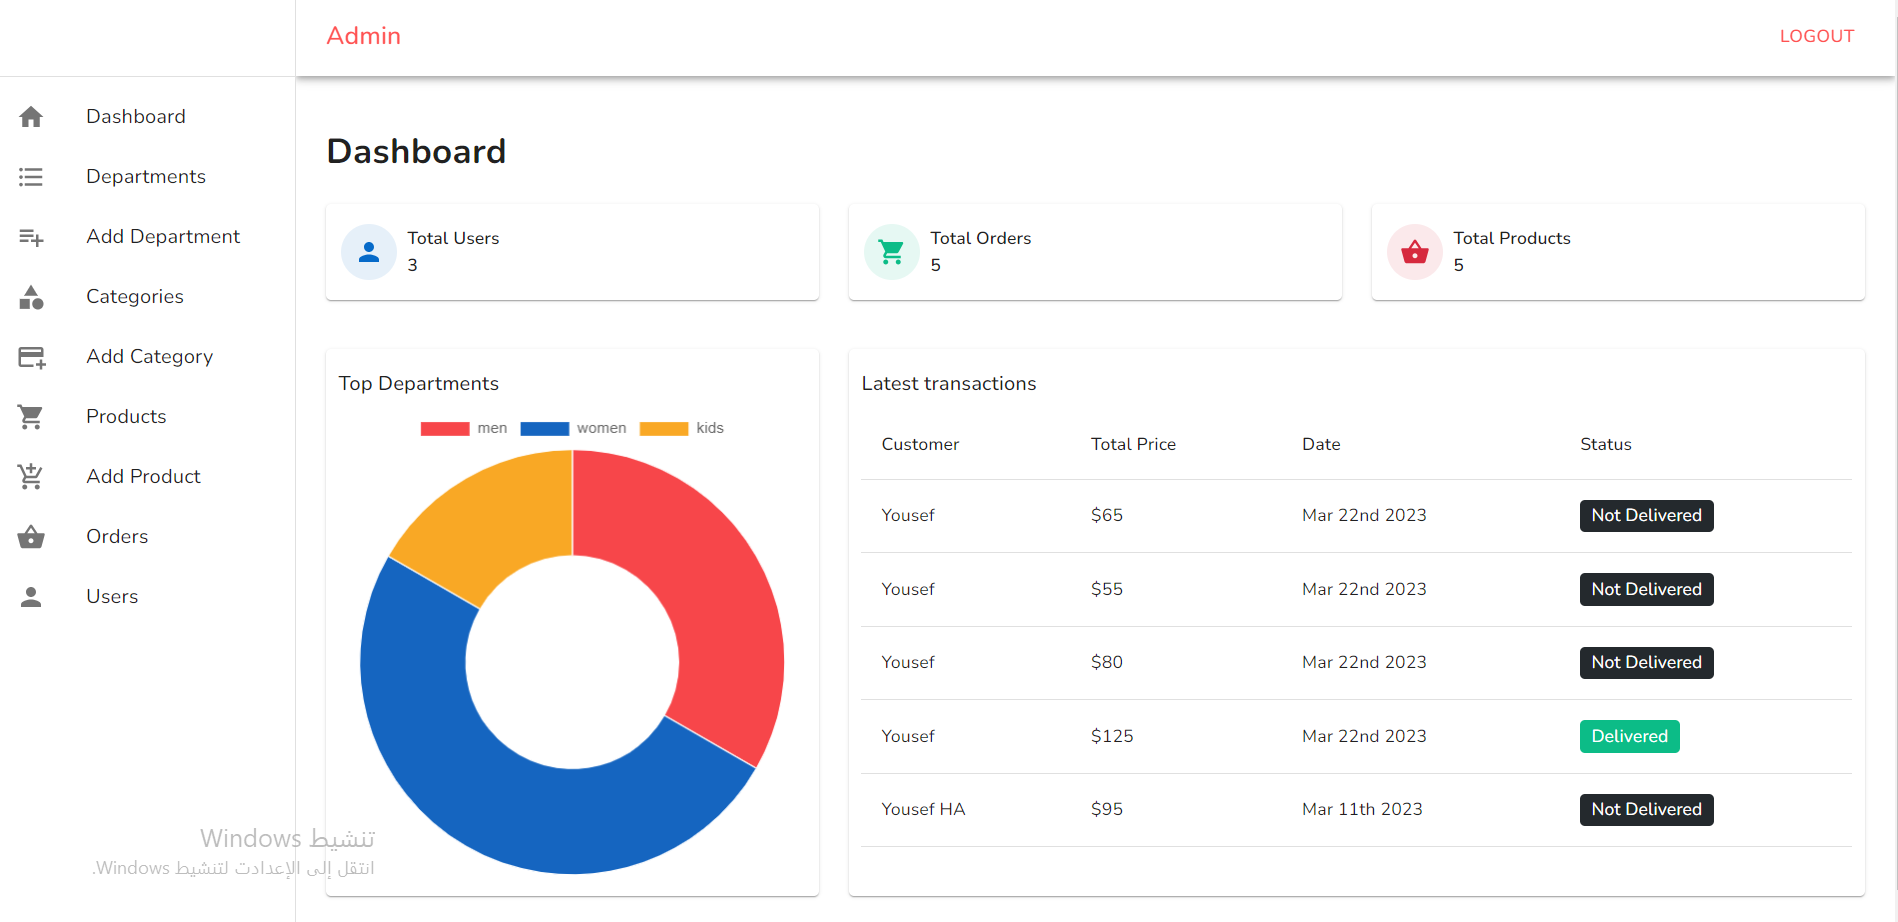 Admin
LOGOUT
Dashboard
Departments
Add Department
Categories
Add Category
Products
Add Product
Orders
Users
Dashboard
Total Users
3
Total Orders
5
Total Products
5
Top Departments
men women kids
Latest transactions
Customer Total Price Date Status
Yousef $65 Mar 22nd 2023 Not Delivered
Yousef $55 Mar 22nd 2023 Not Delivered
Yousef $80 Mar 22nd 2023 Not Delivered
Yousef $125 Mar 22nd 2023 Delivered
Yousef HA $95 Mar 11th 2023 Not Delivered
تنشيط Windows
انتقل إلى الإعدادت لتنشيط Windows.